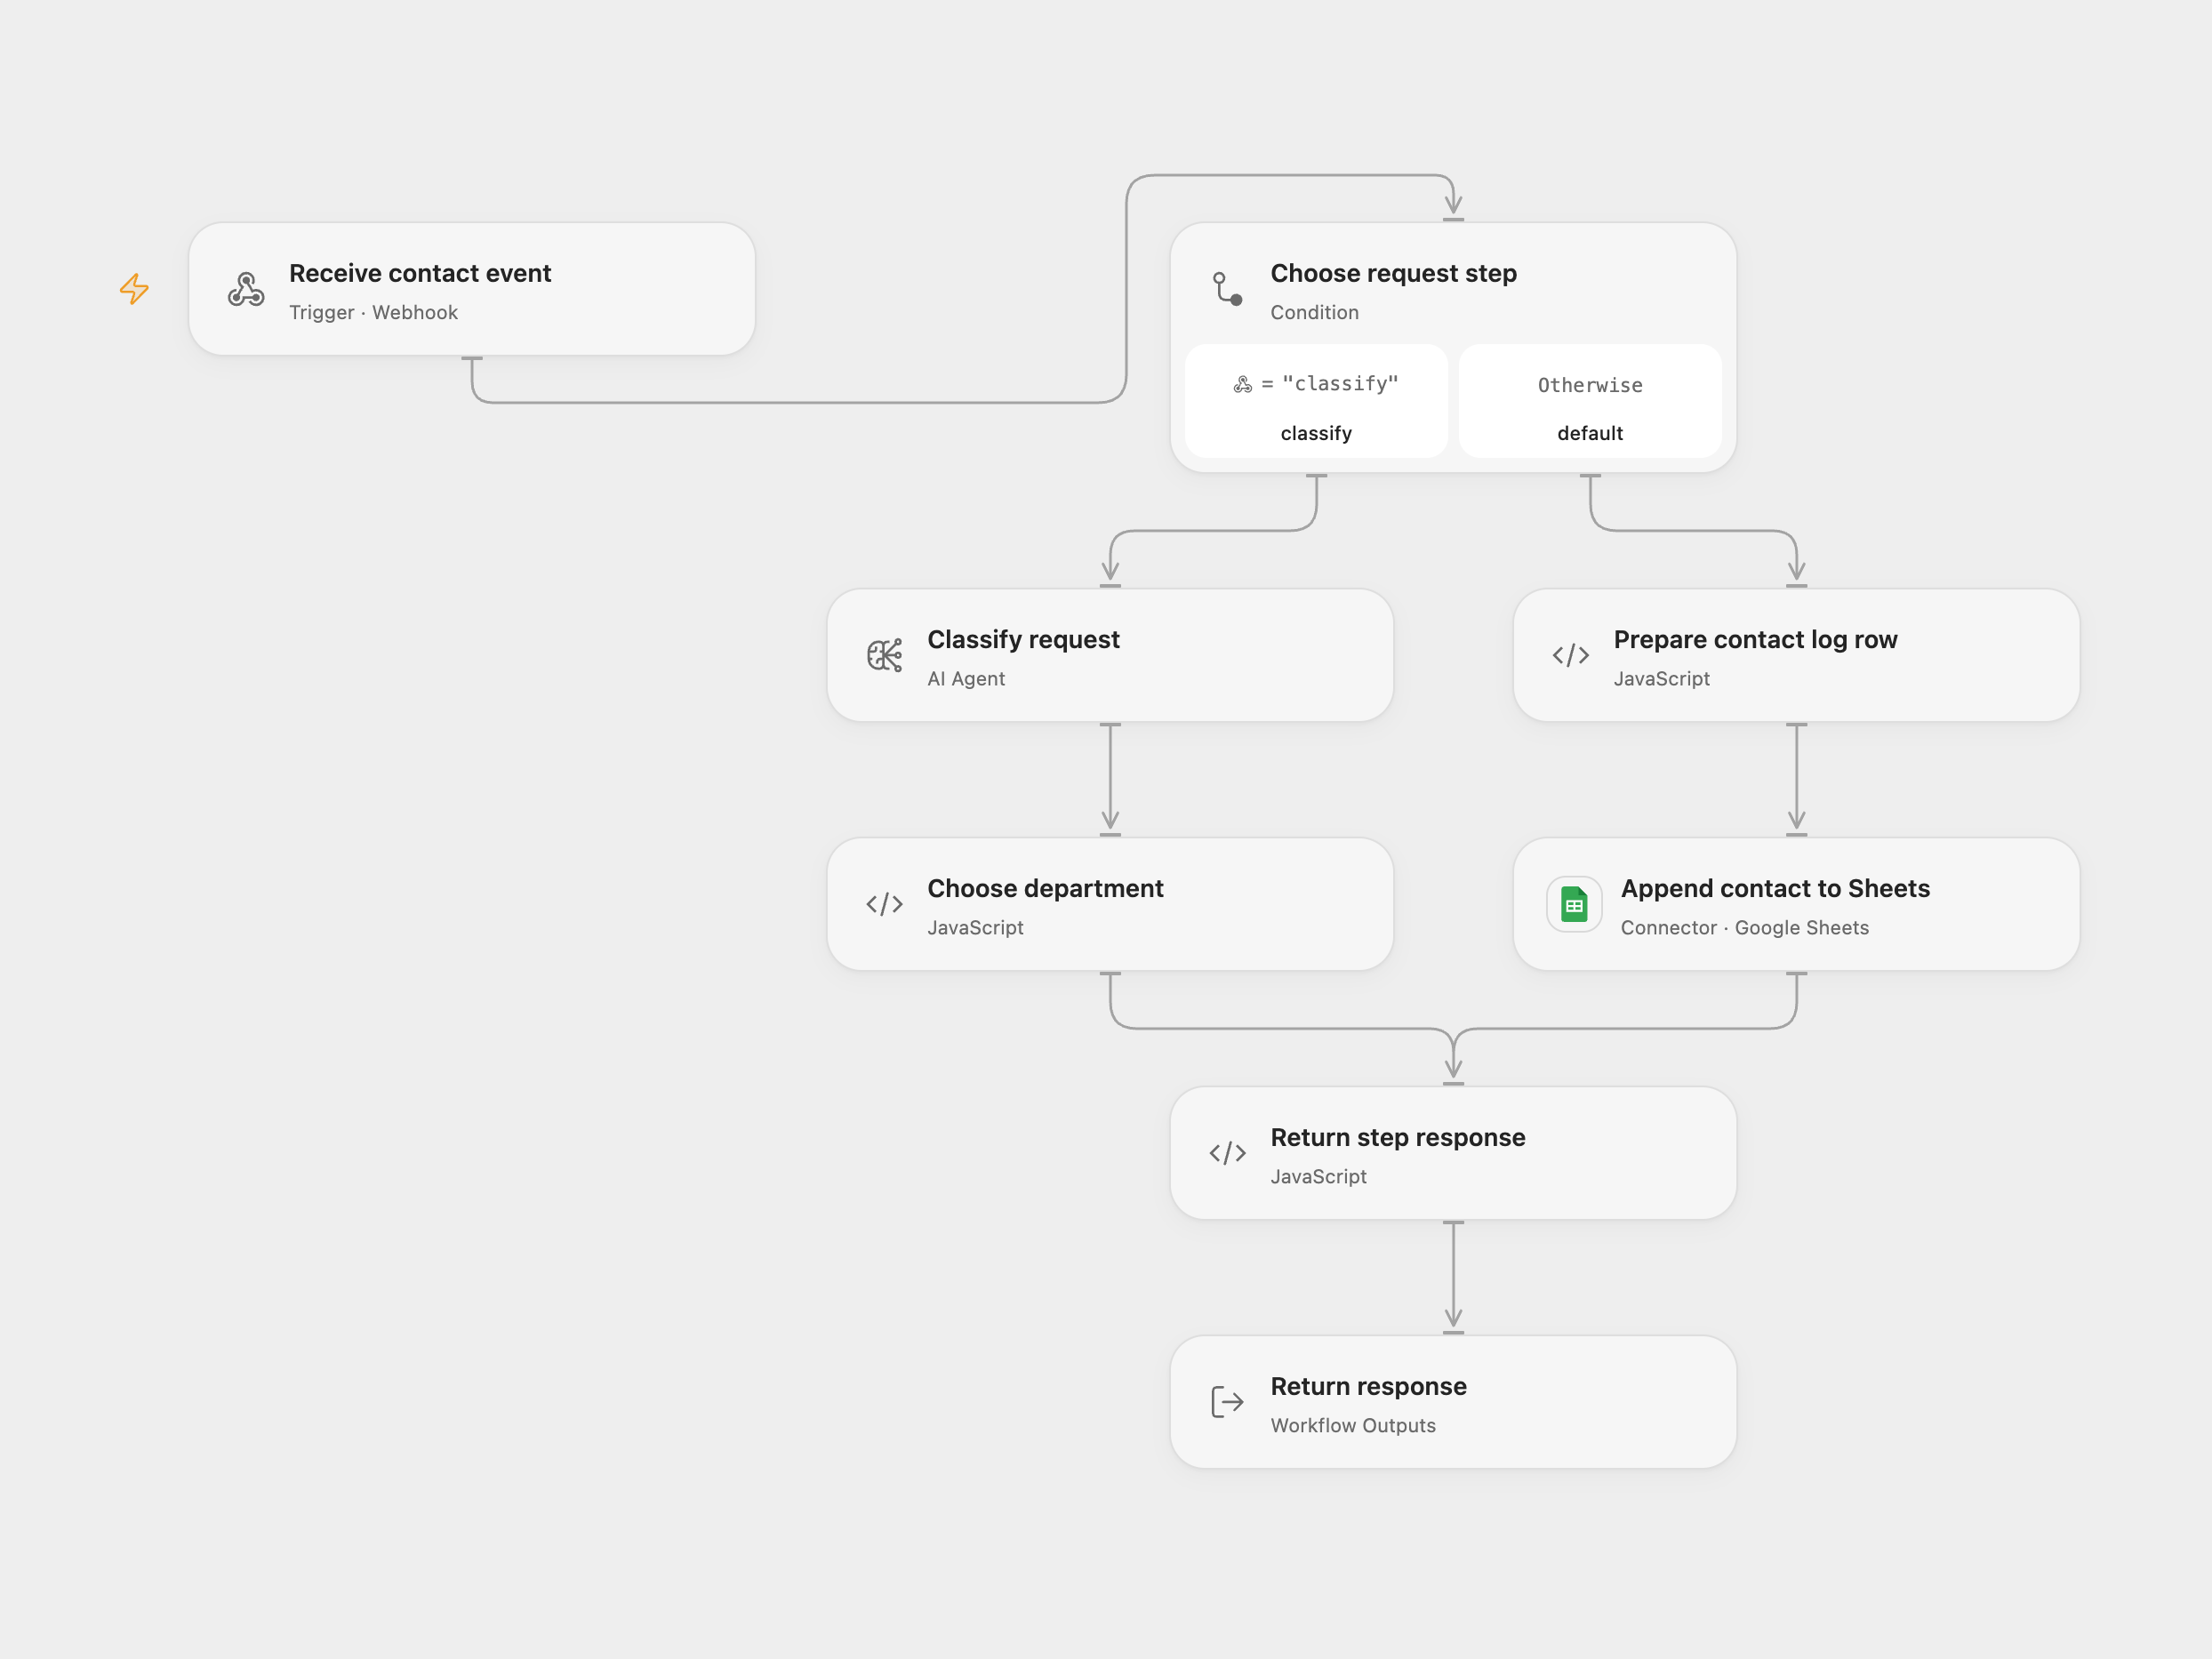 Receive contact event
Trigger · Webhook
Choose request step
Condition
= "classify"
classify
Otherwise
default
Classify request
AI Agent
Prepare contact log row
JavaScript
Choose department
JavaScript
Append contact to Sheets
Connector · Google Sheets
Return step response
JavaScript
Return response
Workflow Outputs